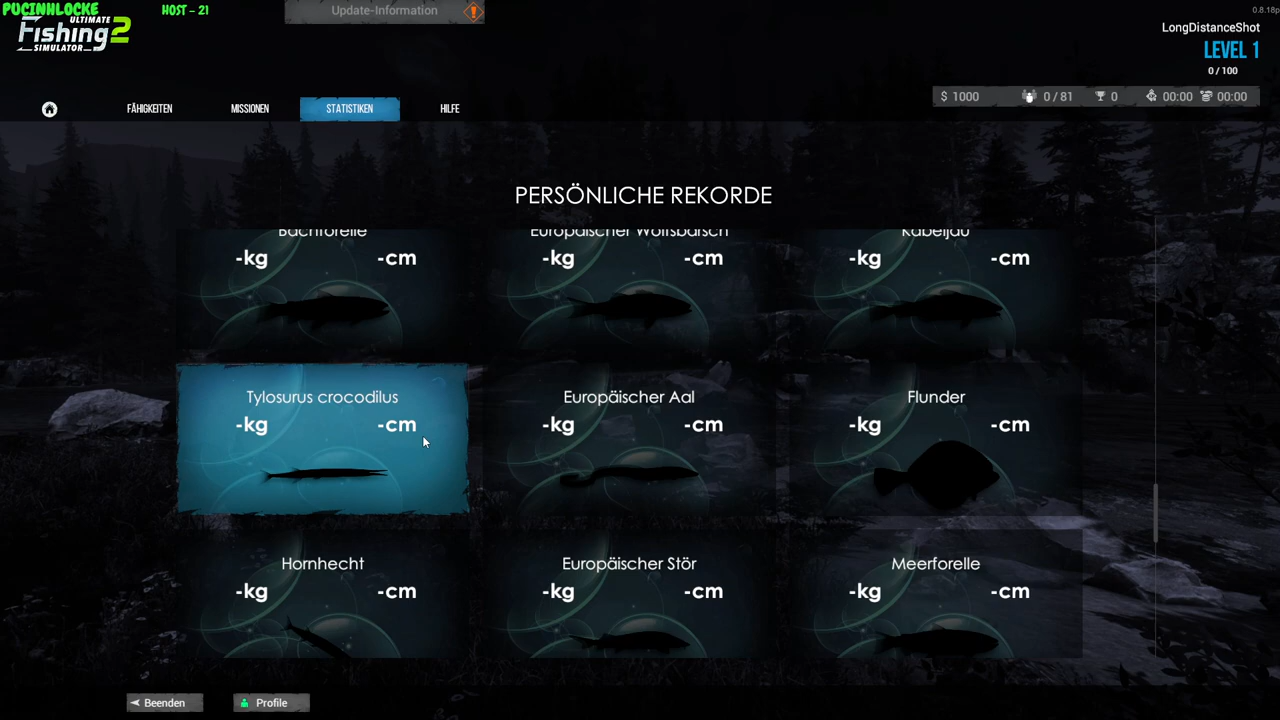 PUCINNLOCKE
HOST - 21
Update-Information
0.8.18p
ULTIMATE
Fishing 2
SIMULATOR
LongDistanceShot
LEVEL 1
0 / 100
FÄHIGKEITEN
MISSIONEN
STATISTIKEN
HILFE
$ 1000
0 / 81
0
00:00
00:00
PERSÖNLICHE REKORDE
Bachforelle
Europäischer Wolfsbarsch
Kabeljau
-kg -cm
-kg -cm
-kg -cm
Tylosurus crocodilus
Europäischer Aal
Flunder
-kg -cm
-kg -cm
-kg -cm
Hornhecht
Europäischer Stör
Meerforelle
-kg -cm
-kg -cm
-kg -cm
Beenden
Profile